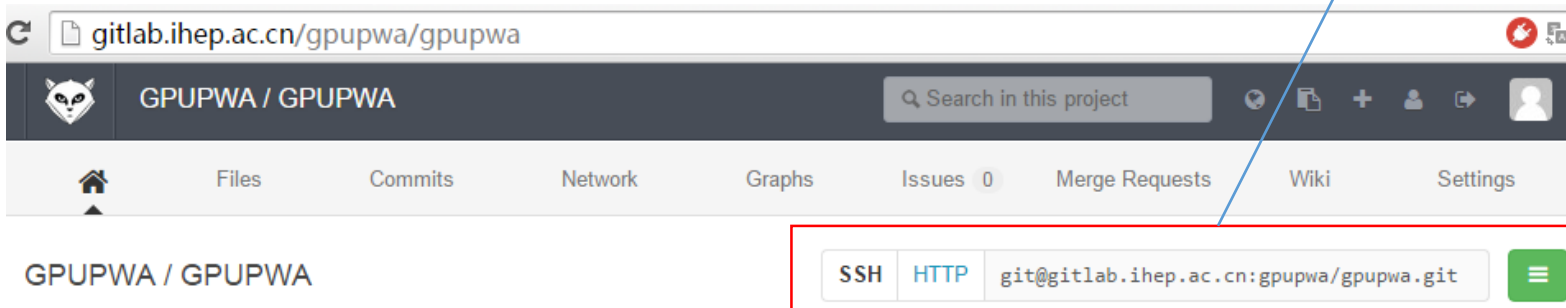 gitlab.ihep.ac.cn/gpupwa/gpupwa
GPUPWA / GPUPWA Search in this project
Files Commits Network Graphs Issues 0 Merge Requests Wiki Settings
GPUPWA / GPUPWA SSH HTTP git@gitlab.ihep.ac.cn:gpupwa/gpupwa.git